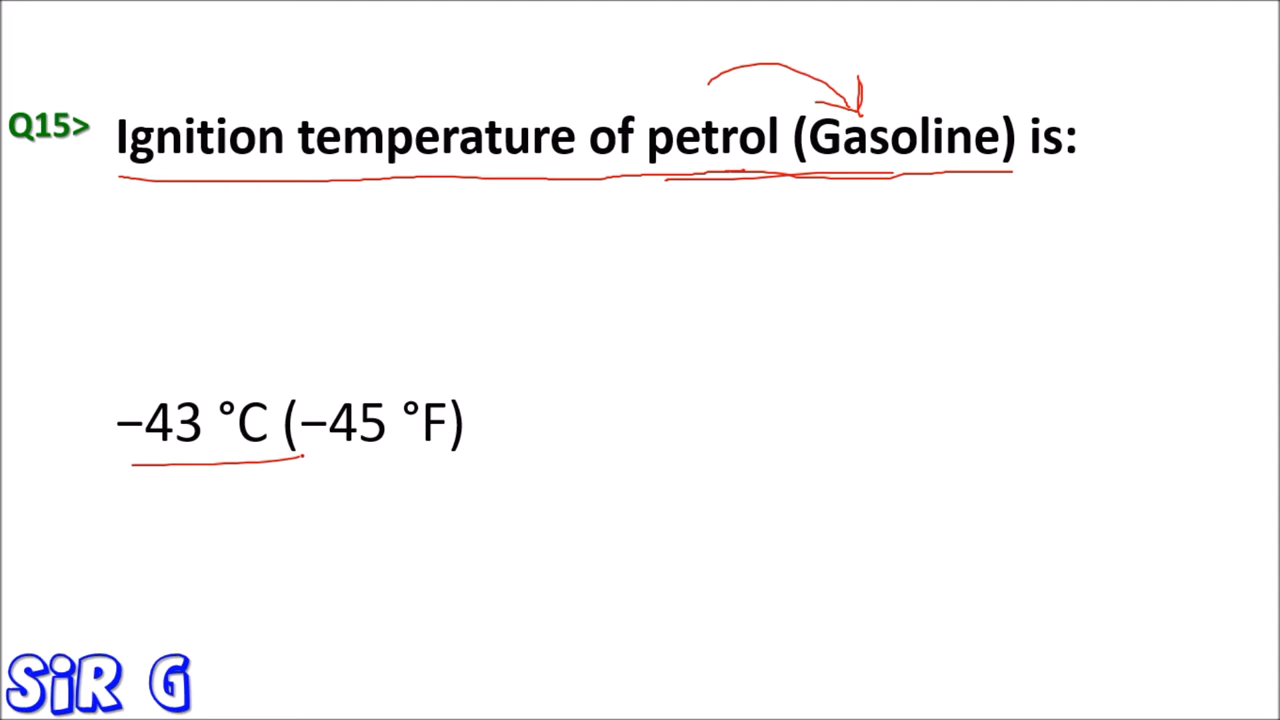 Q15> Ignition temperature of petrol (Gasoline) is:
−43 °C (−45 °F)
SiR G